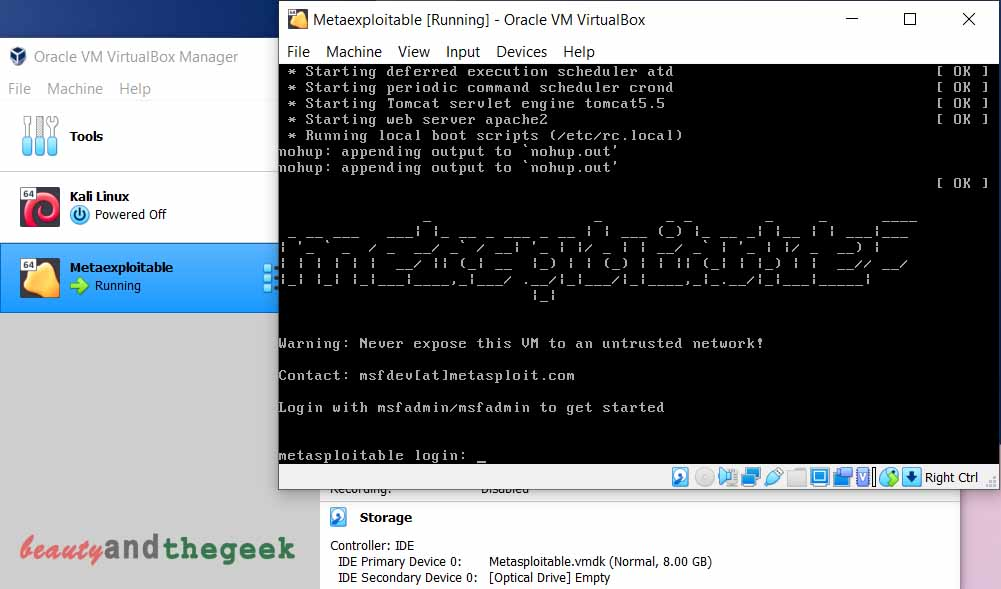 Metaexploitable [Running] - Oracle VM VirtualBox
File Machine View Input Devices Help
* Starting deferred execution scheduler atd [ OK ]
* Starting periodic command scheduler crond [ OK ]
* Starting Tomcat servlet engine tomcat5.5 [ OK ]
* Starting web server apache2 [ OK ]
* Running local boot scripts (/etc/rc.local)
nohup: appending output to `nohup.out'
nohup: appending output to `nohup.out'
[ OK ]
metasploitable
Warning: Never expose this VM to an untrusted network!
Contact: msfdev[at]metasploit.com
Login with msfadmin/msfadmin to get started
metasploitable login: _
Right Ctrl
Oracle VM VirtualBox Manager
File Machine Help
Tools
64
Kali Linux
Powered Off
64
Metaexploitable
Running
Recording: Disabled
Storage
Controller: IDE
IDE Primary Device 0: Metasploitable.vmdk (Normal, 8.00 GB)
IDE Secondary Device 0: [Optical Drive] Empty
beautyandthegeek